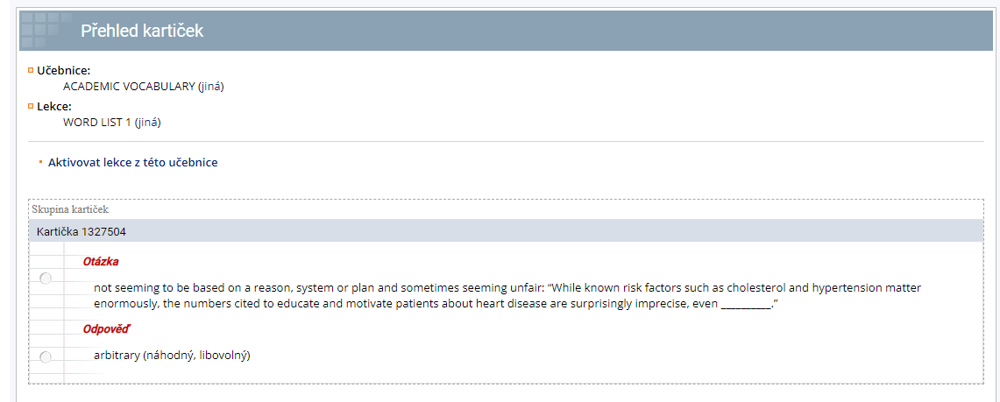 Přehled kartiček
Učebnice:
ACADEMIC VOCABULARY (jiná)
Lekce:
WORD LIST 1 (jiná)
Aktivovat lekce z této učebnice
Skupina kartiček
Kartička 1327504
Otázka
not seeming to be based on a reason, system or plan and sometimes seeming unfair: “While known risk factors such as cholesterol and hypertension matter
enormously, the numbers cited to educate and motivate patients about heart disease are surprisingly imprecise, even __________.”
Odpověď
arbitrary (náhodný, libovolný)